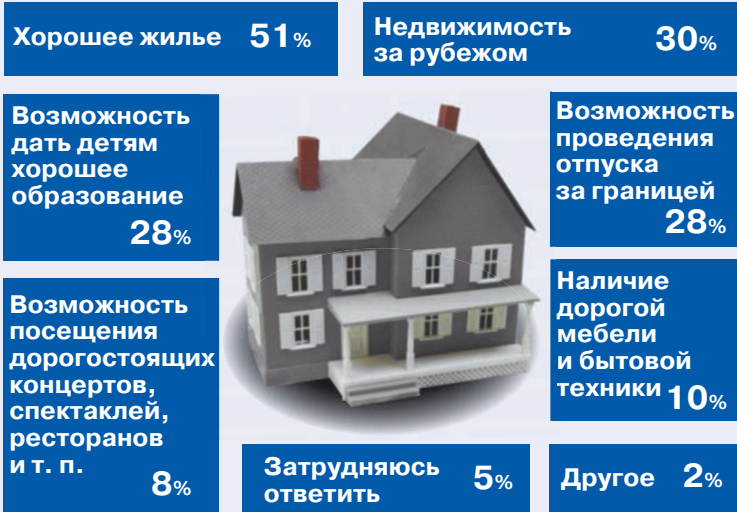 Хорошее жилье 51%
Недвижимость
за рубежом 30%
Возможность
дать детям
хорошее
образование
28%
Возможность
проведения
отпуска
за границей
28%
Возможность
посещения
дорогостоящих
концертов,
спектаклей,
ресторанов
и т. п.
8%
Наличие
дорогой
мебели
и бытовой
техники 10%
Затрудняюсь
ответить 5%
Другое 2%